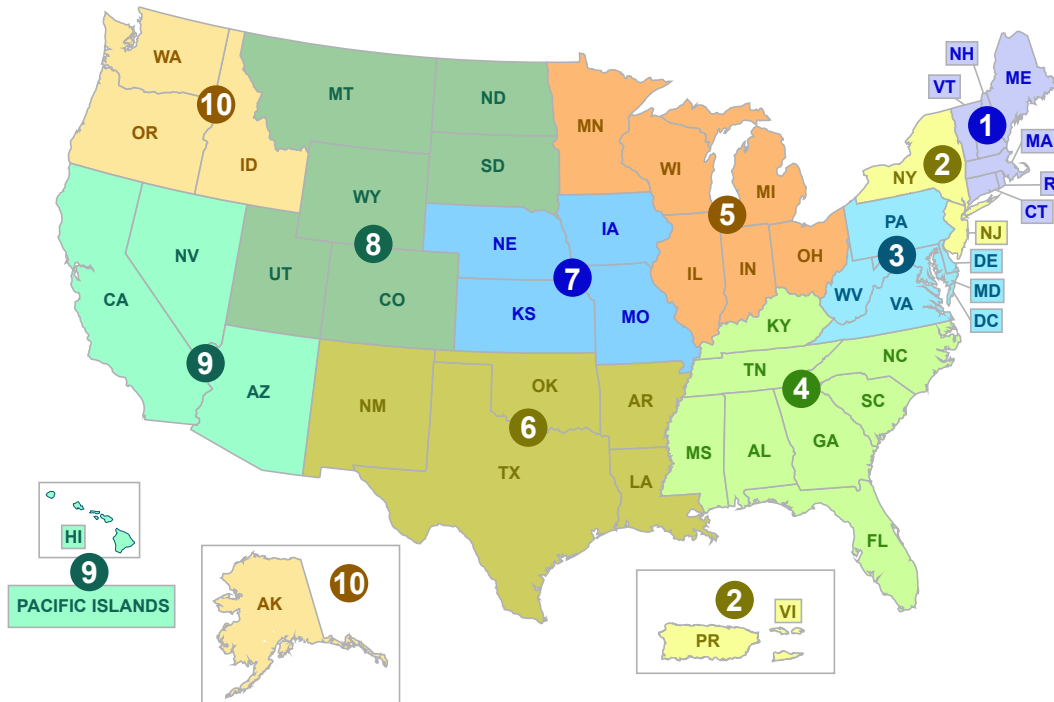 WA
10
OR
ID
MT
ND
SD
WY
8
UT
CO
MN
WI
MI
5
IL
IN
OH
NH
VT
ME
1
MA
R
CT
2
NY
NJ
PA
3
DE
MD
DC
WV
VA
NE
IA
7
KS
MO
CA
NV
9
AZ
NM
OK
6
TX
AR
LA
KY
TN
NC
4
SC
MS
AL
GA
FL
HI
9
PACIFIC ISLANDS
AK
10
2
VI
PR